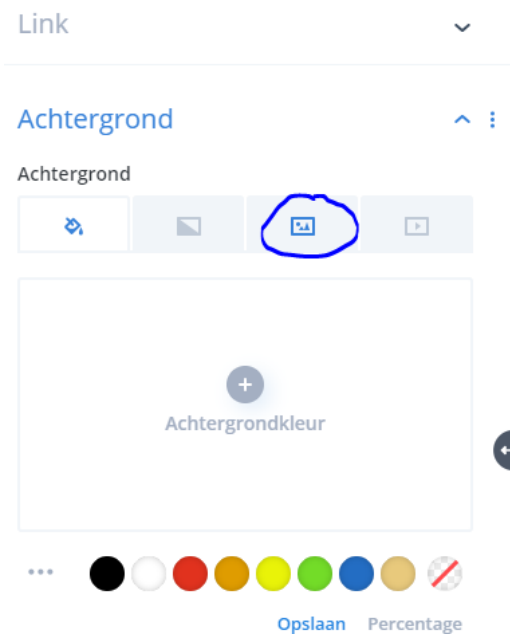 Link
Achtergrond
Achtergrond
Achtergrondkleur
Opslaan Percentage